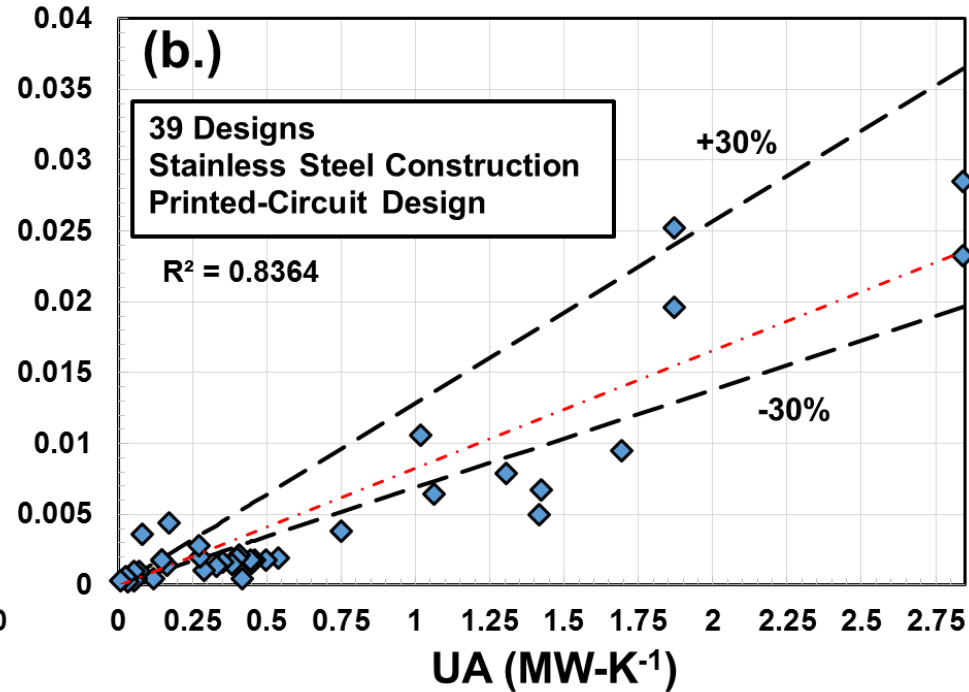 0.04
(b.)
0.035
39 Designs
Stainless Steel Construction
Printed-Circuit Design
0.03
+30%
0.025
R² = 0.8364
0.02
0.015
-30%
0.01
0.005
0
0 0 0.25 0.5 0.75 1 1.25 1.5 1.75 2 2.25 2.5 2.75
UA (MW-K⁻¹)